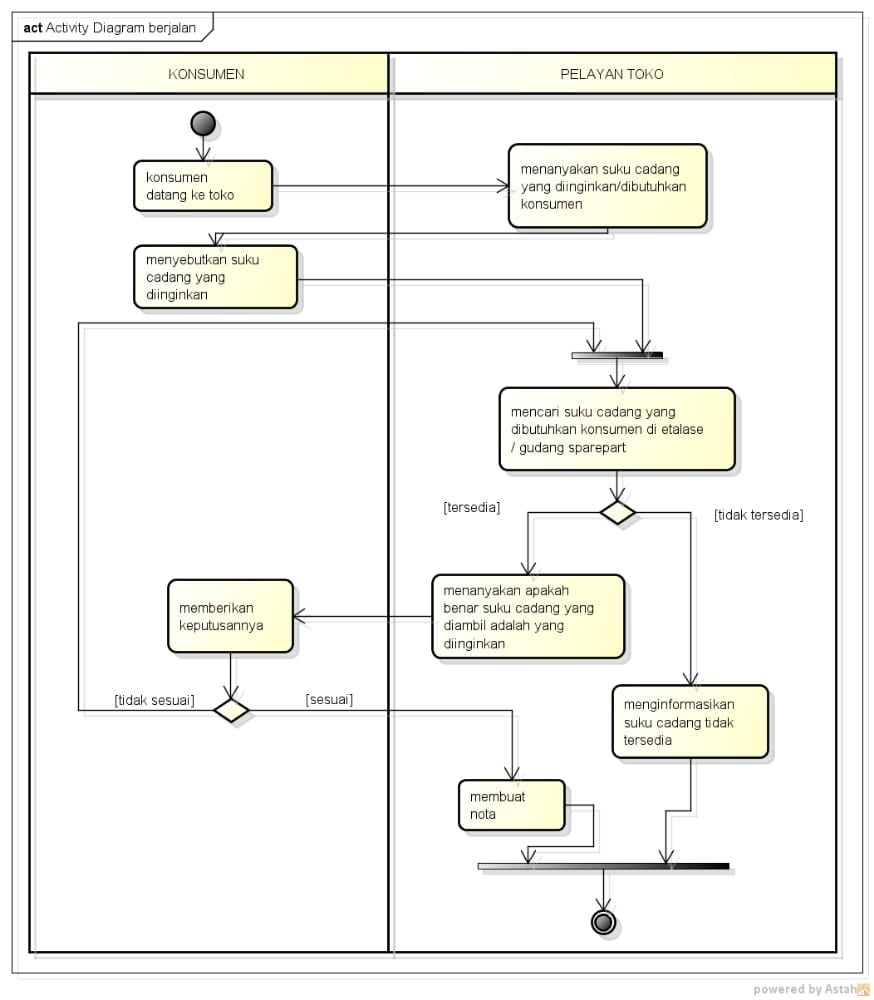 act Activity Diagram berjalan
KONSUMEN
PELAYAN TOKO
konsumen
datang ke toko
menanyakan suku cadang
yang diinginkan/dibutuhkan
konsumen
menyebutkan suku
cadang yang
diinginkan
mencari suku cadang yang
dibutuhkan konsumen di etalase
/ gudang sparepart
[tersedia]
[tidak tersedia]
menanyakan apakah
benar suku cadang yang
diambil adalah yang
diinginkan
memberikan
keputusannya
[tidak sesuai]
[sesuai]
menginformasikan
suku cadang tidak
tersedia
membuat
nota
powered by Astah